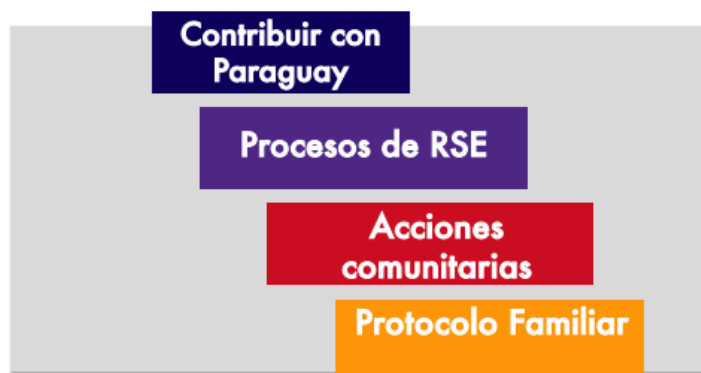 Contribuir con
Paraguay
Procesos de RSE
Acciones
comunitarias
Protocolo Familiar